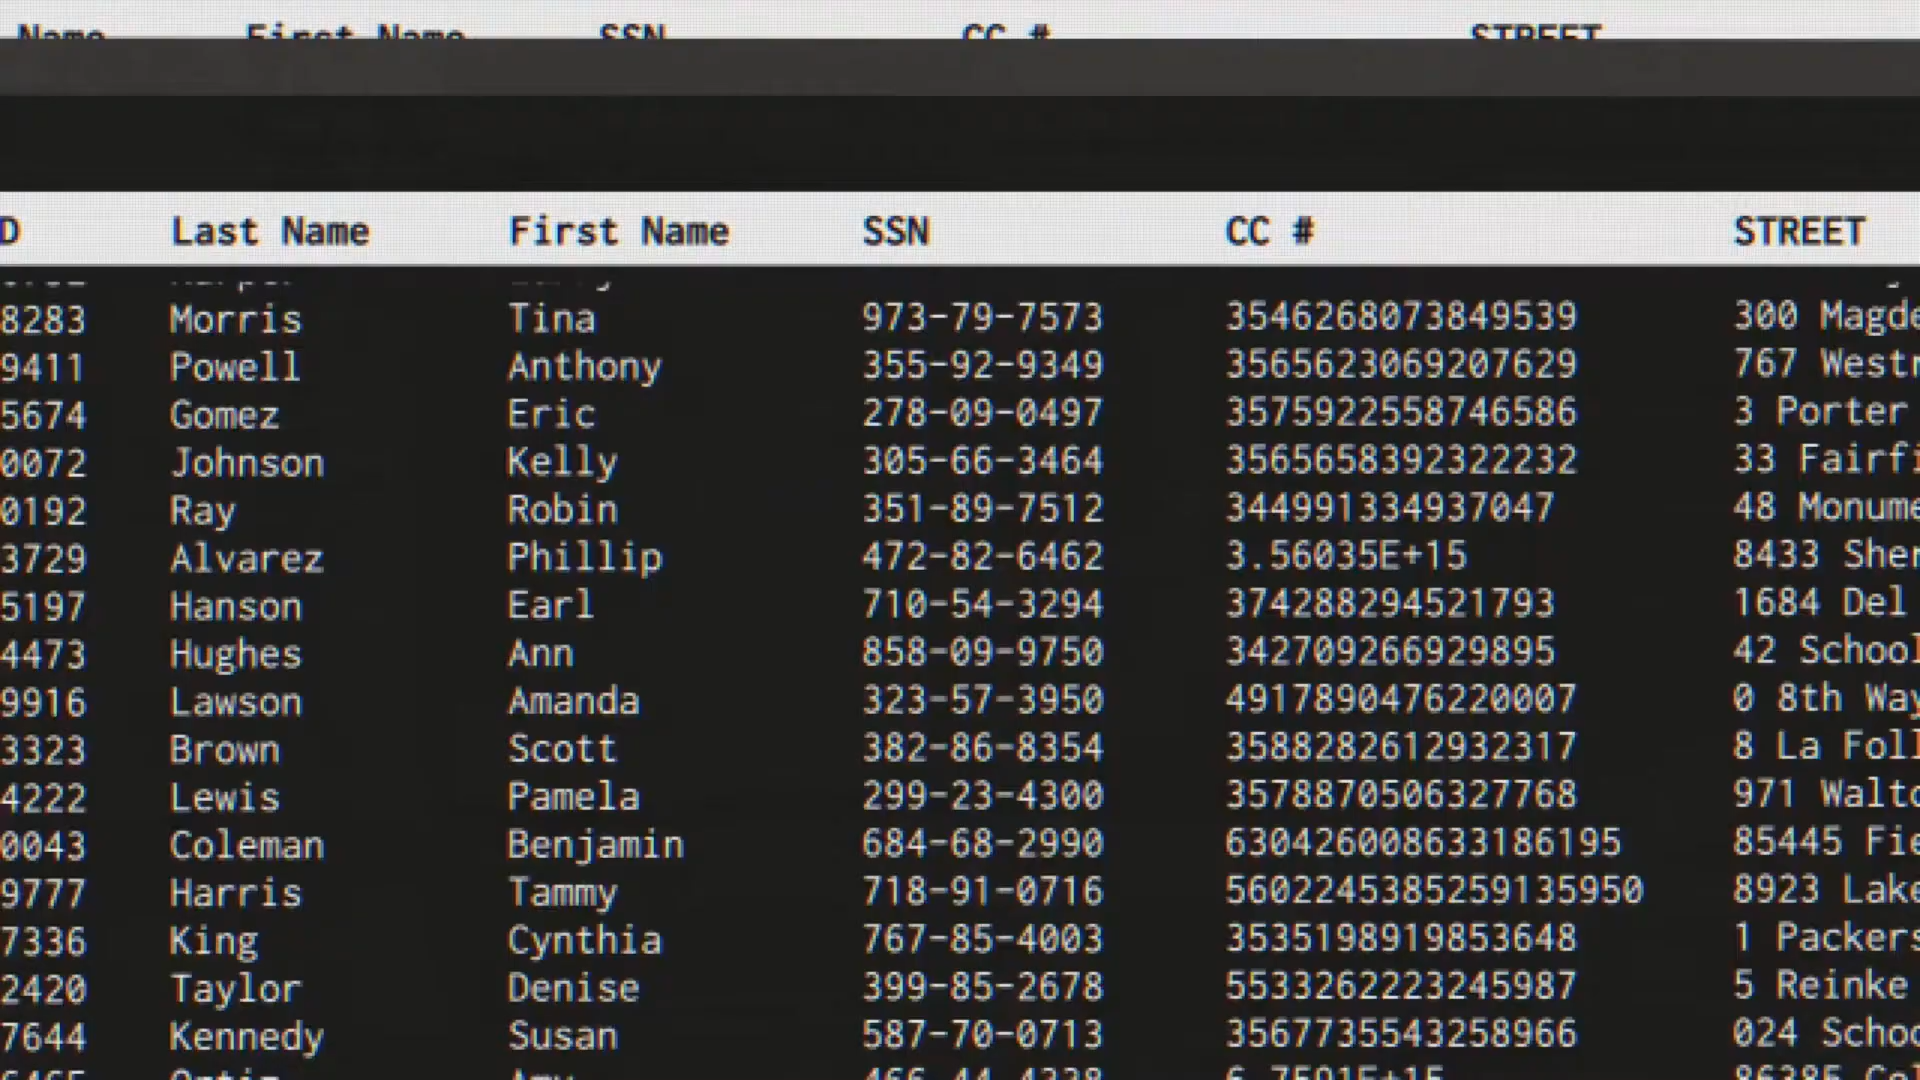 Name First Name SSN CC # STREET
D Last Name First Name SSN CC # STREET
8283 Morris Tina 973-79-7573 3546268073849539 300 Magde
9411 Powell Anthony 355-92-9349 3565623069207629 767 Westr
5674 Gomez Eric 278-09-0497 3575922558746586 3 Porter
0072 Johnson Kelly 305-66-3464 3565658392322232 33 Fairfi
0192 Ray Robin 351-89-7512 344991334937047 48 Monume
3729 Alvarez Phillip 472-82-6462 3.56035E+15 8433 Sher
5197 Hanson Earl 710-54-3294 374288294521793 1684 Del
4473 Hughes Ann 858-09-9750 342709266929895 42 School
9916 Lawson Amanda 323-57-3950 4917890476220007 0 8th Way
3323 Brown Scott 382-86-8354 3588282612932317 8 La Foll
4222 Lewis Pamela 299-23-4300 3578870506327768 971 Walto
0043 Coleman Benjamin 684-68-2990 630426008633186195 85445 Fie
9777 Harris Tammy 718-91-0716 5602245385259135950 8923 Lake
7336 King Cynthia 767-85-4003 3535198919853648 1 Packers
2420 Taylor Denise 399-85-2678 5533262223245987 5 Reinke
7644 Kennedy Susan 587-70-0713 3567735543258966 024 Schoo